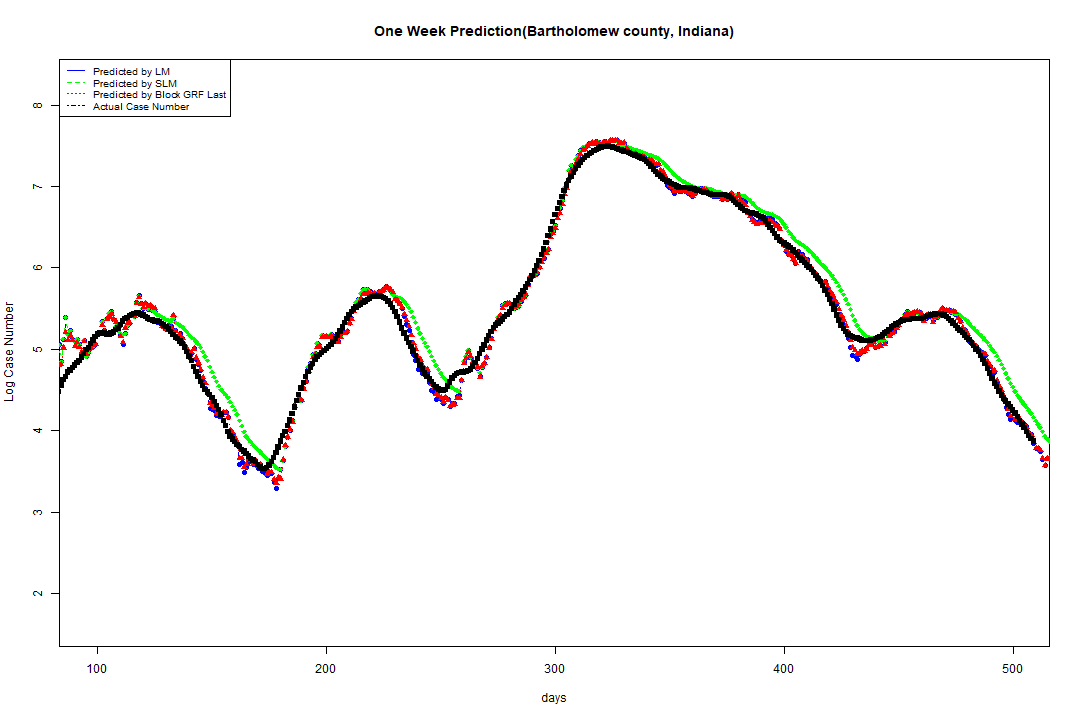 One Week Prediction(Bartholomew county, Indiana)
Predicted by LM
Predicted by SLM
Predicted by Block GRF Last
Actual Case Number
8
7
6
5
4
3
2
Log Case Number
100 200 300 400 500
days